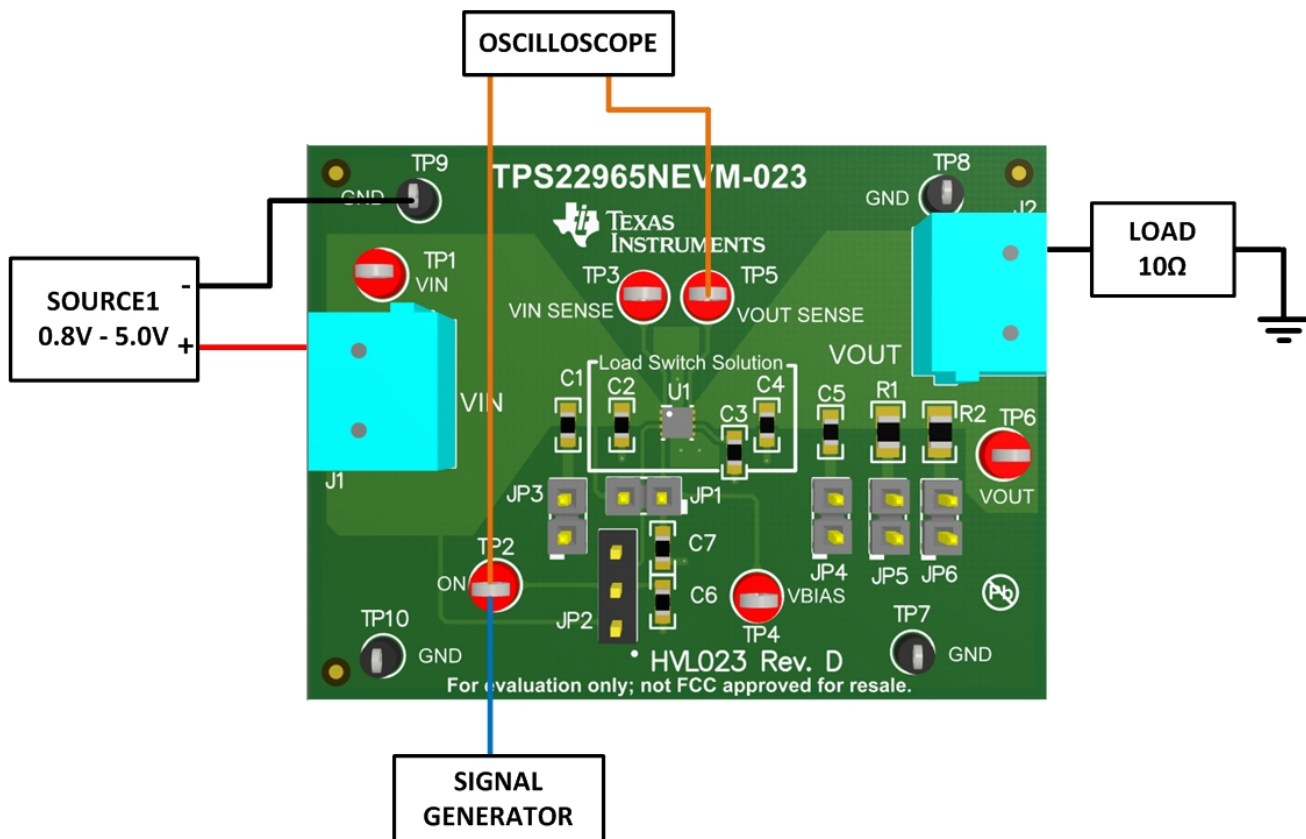 OSCILLOSCOPE
TPS22965NEVM-023
TEXAS
INSTRUMENTS
TP9
GND
TP8
GND
J2
LOAD
10Ω
SOURCE1
0.8V - 5.0V
-
+
TP1
VIN
TP3
VIN SENSE
TP5
VOUT SENSE
VIN
J1
VOUT
Load Switch Solution
C1
C2
U1
C3
C4
C5
R1
R2
TP6
VOUT
JP3
JP1
C7
C6
JP2
TP2
ON
VBIAS
TP4
JP4
JP5
JP6
Pb
TP10
GND
TP7
GND
HVL023 Rev. D
For evaluation only; not FCC approved for resale.
SIGNAL
GENERATOR